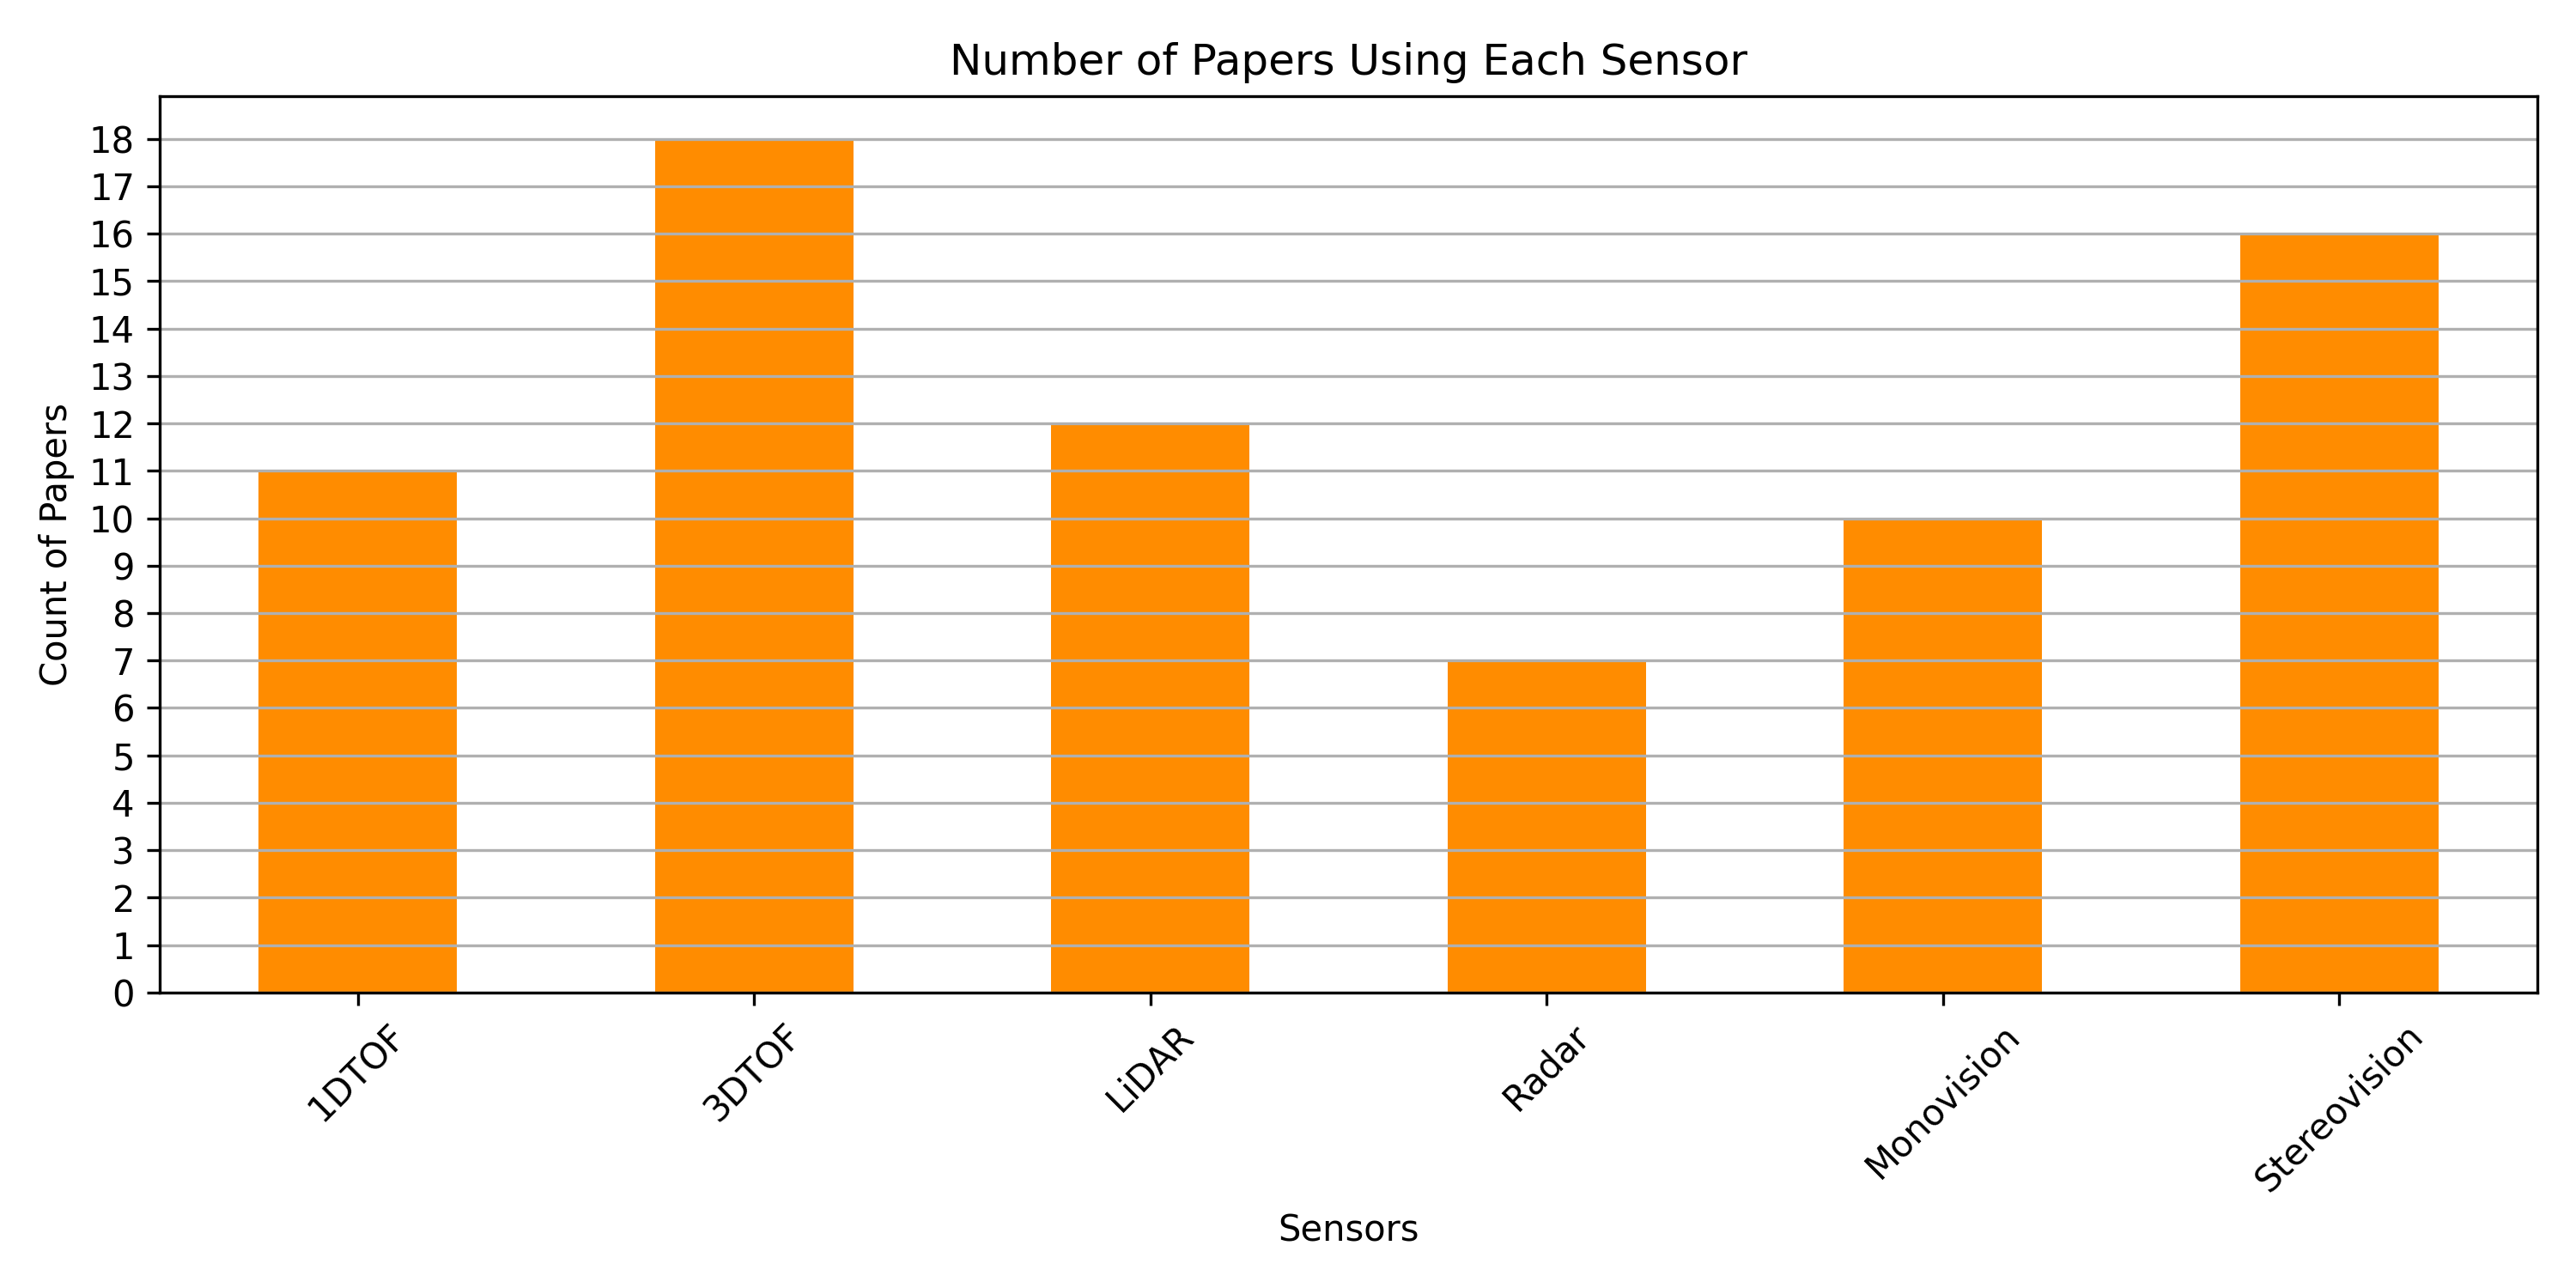 Number of Papers Using Each Sensor
18
17
16
15
14
13
12
11
10
9
8
7
6
5
4
3
2
1
0
Count of Papers
1DTOF
3DTOF
LiDAR
Radar
Monovision
Stereovision
Sensors